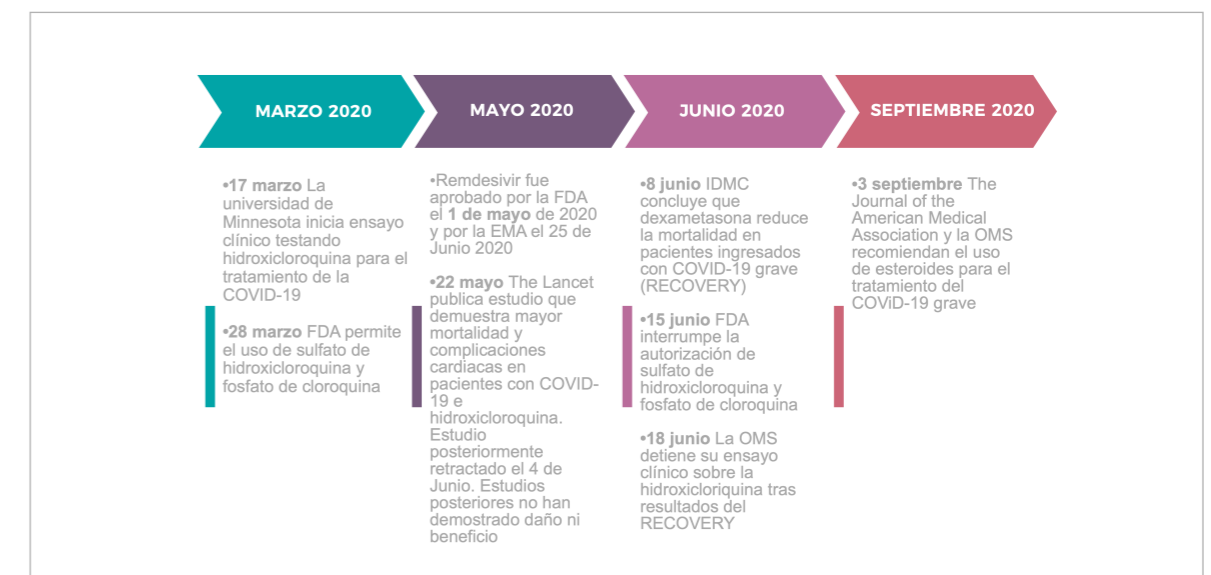 MARZO 2020
•17 marzo La
universidad de
Minnesota inicia ensayo
clínico testando
hidroxicloroquina para el
tratamiento de la
COVID-19
•28 marzo FDA permite
el uso de sulfato de
hidroxicloroquina y
fosfato de cloroquina
MAYO 2020
•Remdesivir fue
aprobado por la FDA
el 1 de mayo de 2020
y por la EMA el 25 de
Junio 2020
•22 mayo The Lancet
publica estudio que
demuestra mayor
mortalidad y
complicaciones
cardiacas en
pacientes con COVID-
19 e
hidroxicloroquina.
Estudio
posteriormente
retractado el 4 de
Junio. Estudios
posteriores no han
demostrado daño ni
beneficio
JUNIO 2020
•8 junio IDMC
concluye que
dexametasona reduce
la mortalidad en
pacientes ingresados
con COVID-19 grave
(RECOVERY)
•15 junio FDA
interrumpe la
autorización de
sulfato de
hidroxicloroquina y
fosfato de cloroquina
•18 junio La OMS
detiene su ensayo
clínico sobre la
hidroxicloriquina tras
resultados del
RECOVERY
SEPTIEMBRE 2020
•3 septiembre The
Journal of the
American Medical
Association y la OMS
recomiendan el uso
de esteroides para el
tratamiento del
COViD-19 grave